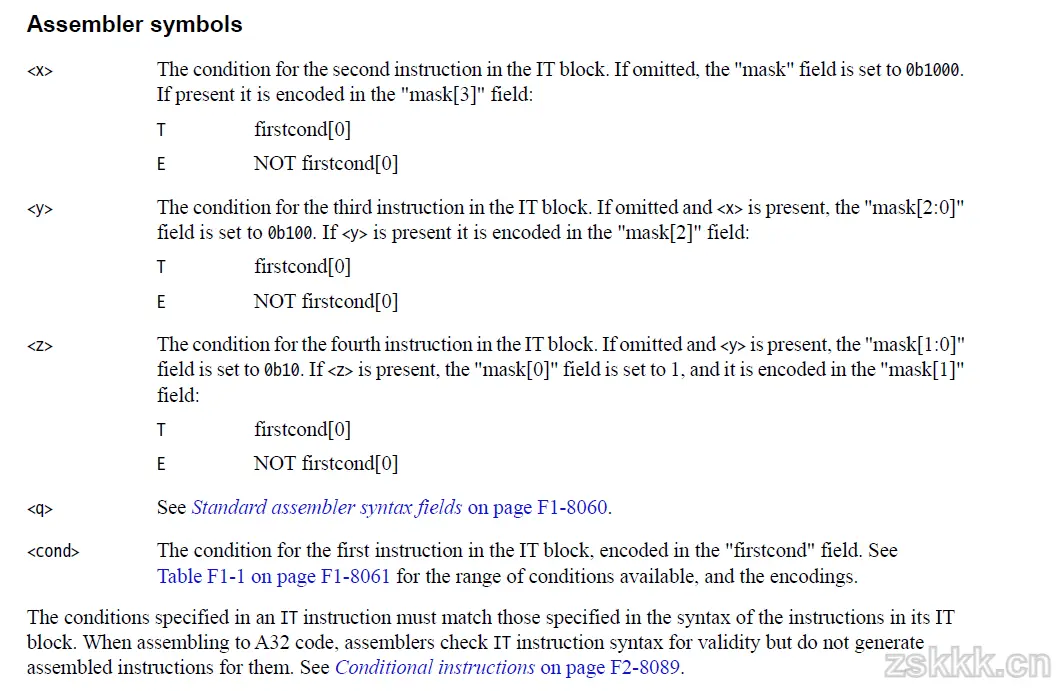 Assembler symbols
<x> The condition for the second instruction in the IT block. If omitted, the "mask" field is set to 0b1000.
If present it is encoded in the "mask[3]" field:
T firstcond[0]
E NOT firstcond[0]
<y> The condition for the third instruction in the IT block. If omitted and <x> is present, the "mask[2:0]"
field is set to 0b100. If <y> is present it is encoded in the "mask[2]" field:
T firstcond[0]
E NOT firstcond[0]
<z> The condition for the fourth instruction in the IT block. If omitted and <y> is present, the "mask[1:0]"
field is set to 0b10. If <z> is present, the "mask[0]" field is set to 1, and it is encoded in the "mask[1]"
field:
T firstcond[0]
E NOT firstcond[0]
<q> See Standard assembler syntax fields on page F1-8060.
<cond> The condition for the first instruction in the IT block, encoded in the "firstcond" field. See
Table F1-1 on page F1-8061 for the range of conditions available, and the encodings.
The conditions specified in an IT instruction must match those specified in the syntax of the instructions in its IT
block. When assembling to A32 code, assemblers check IT instruction syntax for validity but do not generate
assembled instructions for them. See Conditional instructions on page F2-8089.
zskkk.cn